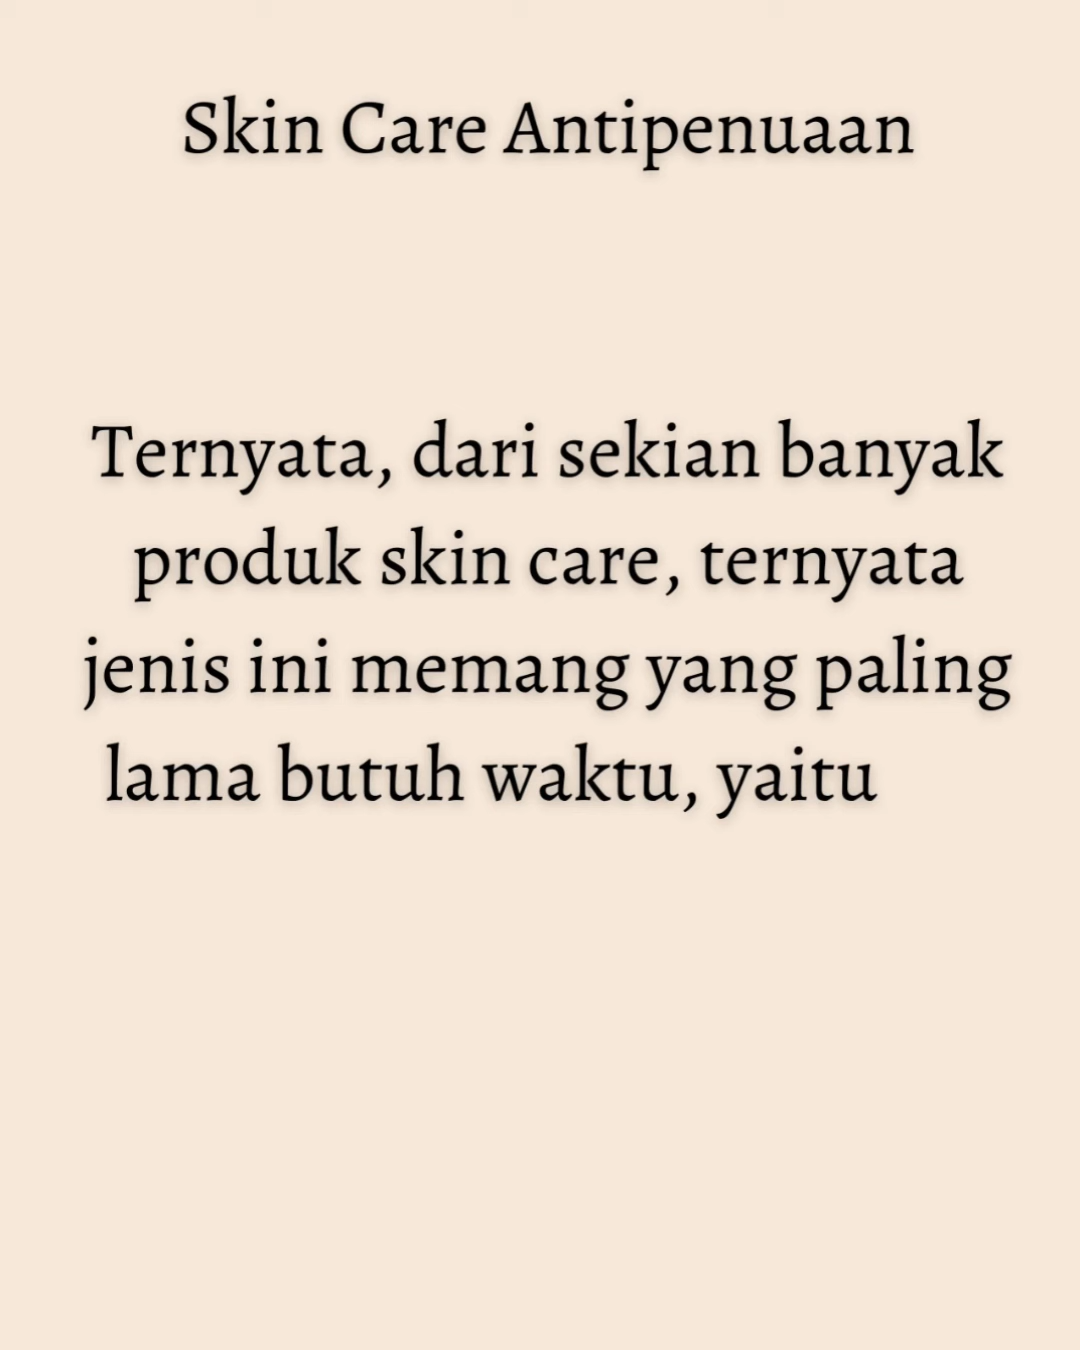 Skin Care Antipenuaan
Ternyata, dari sekian banyak
produk skin care, ternyata
jenis ini memang yang paling
lama butuh waktu, yaitu